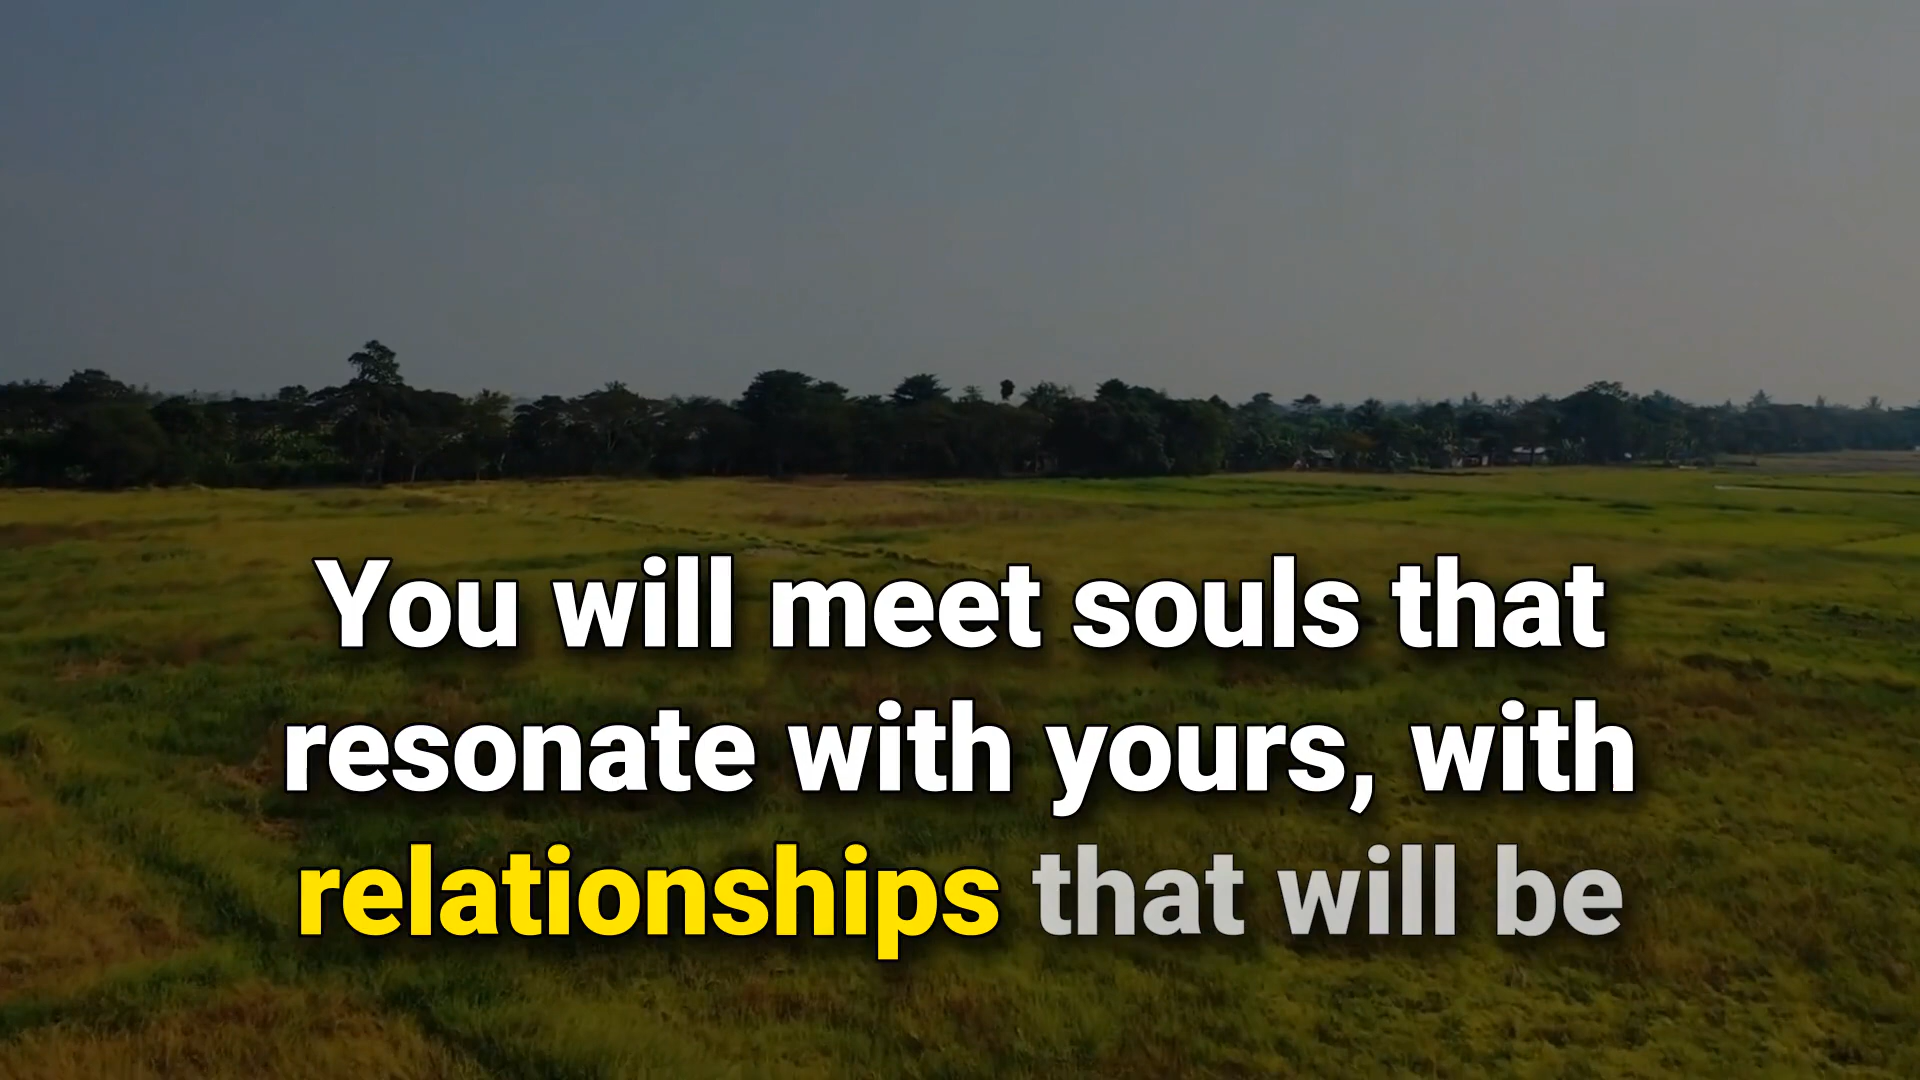 You will meet souls that
resonate with yours, with
relationships that will be